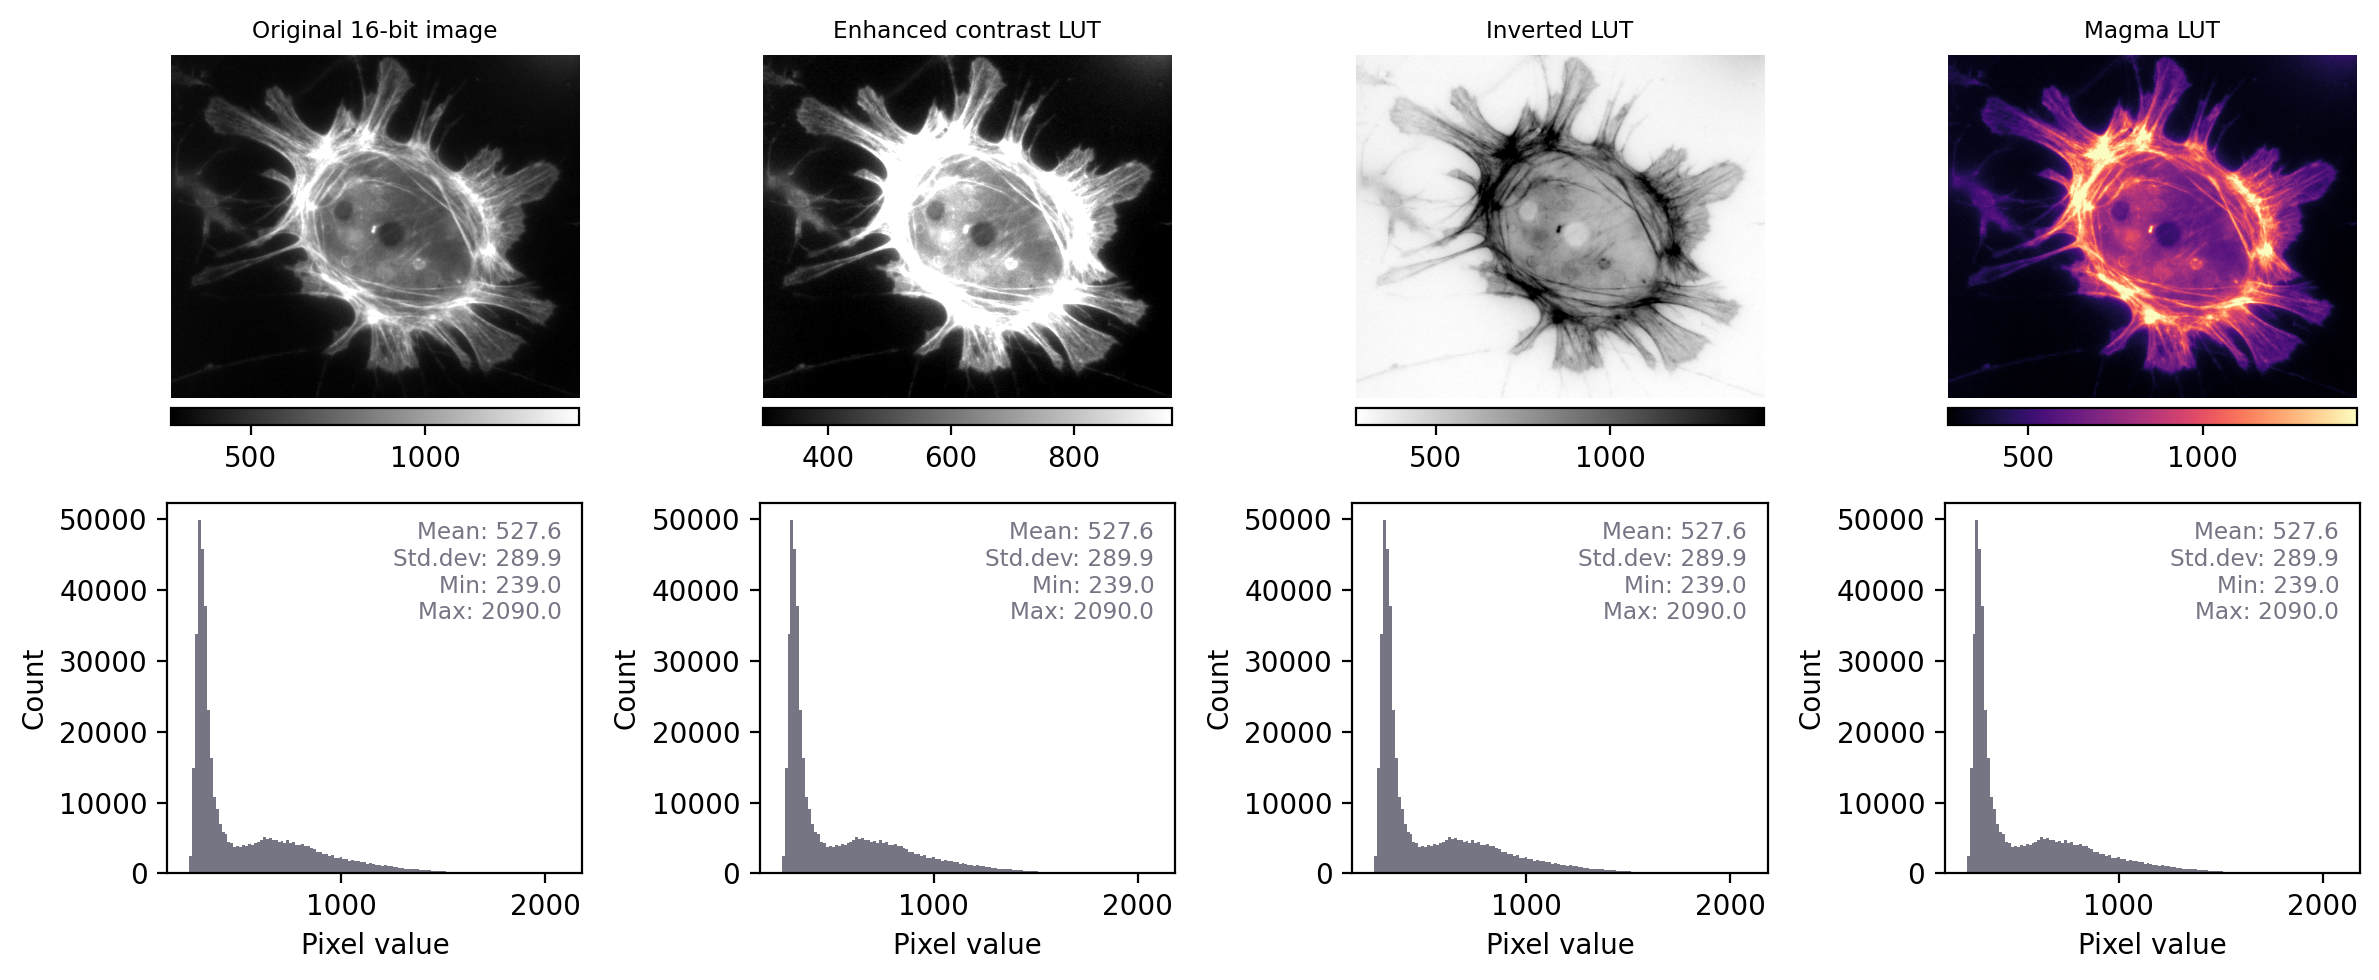 Original 16-bit image
Enhanced contrast LUT
Inverted LUT
Magma LUT
500 1000
400 600 800
500 1000
500 1000
50000
40000
30000
20000
10000
0
Count
Mean: 527.6
Std.dev: 289.9
Min: 239.0
Max: 2090.0
1000 2000
Pixel value
50000
40000
30000
20000
10000
0
Count
Mean: 527.6
Std.dev: 289.9
Min: 239.0
Max: 2090.0
1000 2000
Pixel value
50000
40000
30000
20000
10000
0
Count
Mean: 527.6
Std.dev: 289.9
Min: 239.0
Max: 2090.0
1000 2000
Pixel value
50000
40000
30000
20000
10000
0
Count
Mean: 527.6
Std.dev: 289.9
Min: 239.0
Max: 2090.0
1000 2000
Pixel value